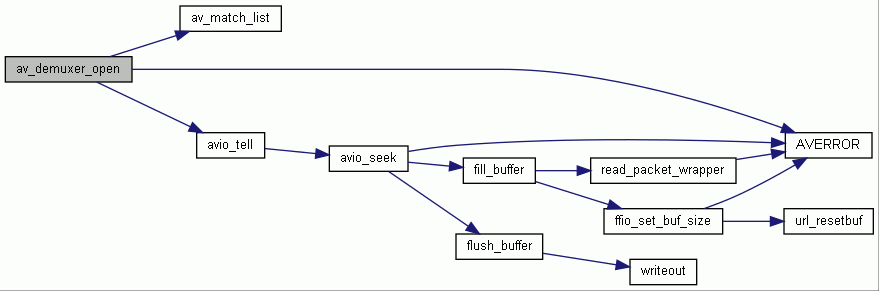 av_match_list
av_demuxer_open
avio_tell
AVERROR
avio_seek
fill_buffer
read_packet_wrapper
ffio_set_buf_size
url_resetbuf
flush_buffer
writeout